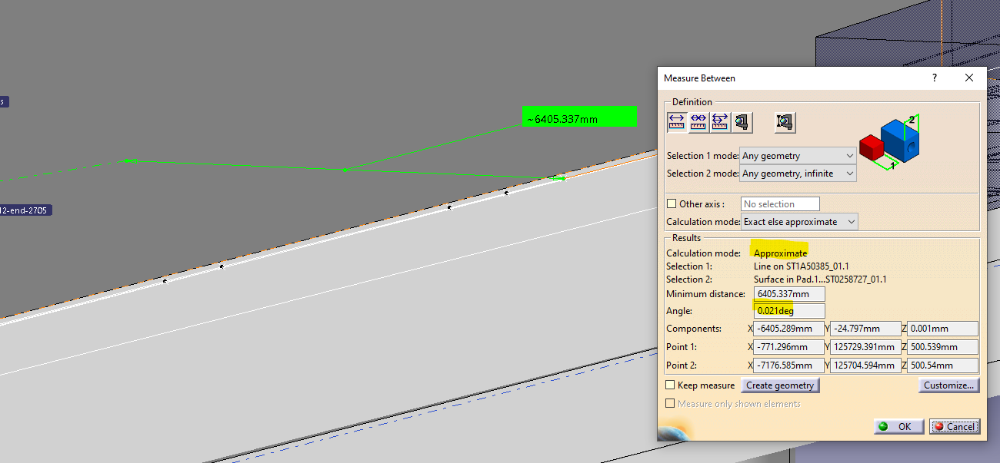 s
12-end-2705
~6405.337mm
Measure Between
?
Definition
2
1
Selection 1 mode: Any geometry
Selection 2 mode: Any geometry, infinite
Other axis : No selection
Calculation mode: Exact else approximate
Results
Calculation mode: Approximate
Selection 1: Line on ST1A50385_01.1
Selection 2: Surface in Pad.1...ST0258727_01.1
Minimum distance: 6405.337mm
Angle: 0.021deg
Components: X -6405.289mm Y -24.797mm Z 0.001mm
Point 1: X -771.296mm Y 125729.391mm Z 500.539mm
Point 2: X -7176.585mm Y 125704.594mm Z 500.54mm
Keep measure Create geometry Customize...
Measure only shown elements
OK Cancel